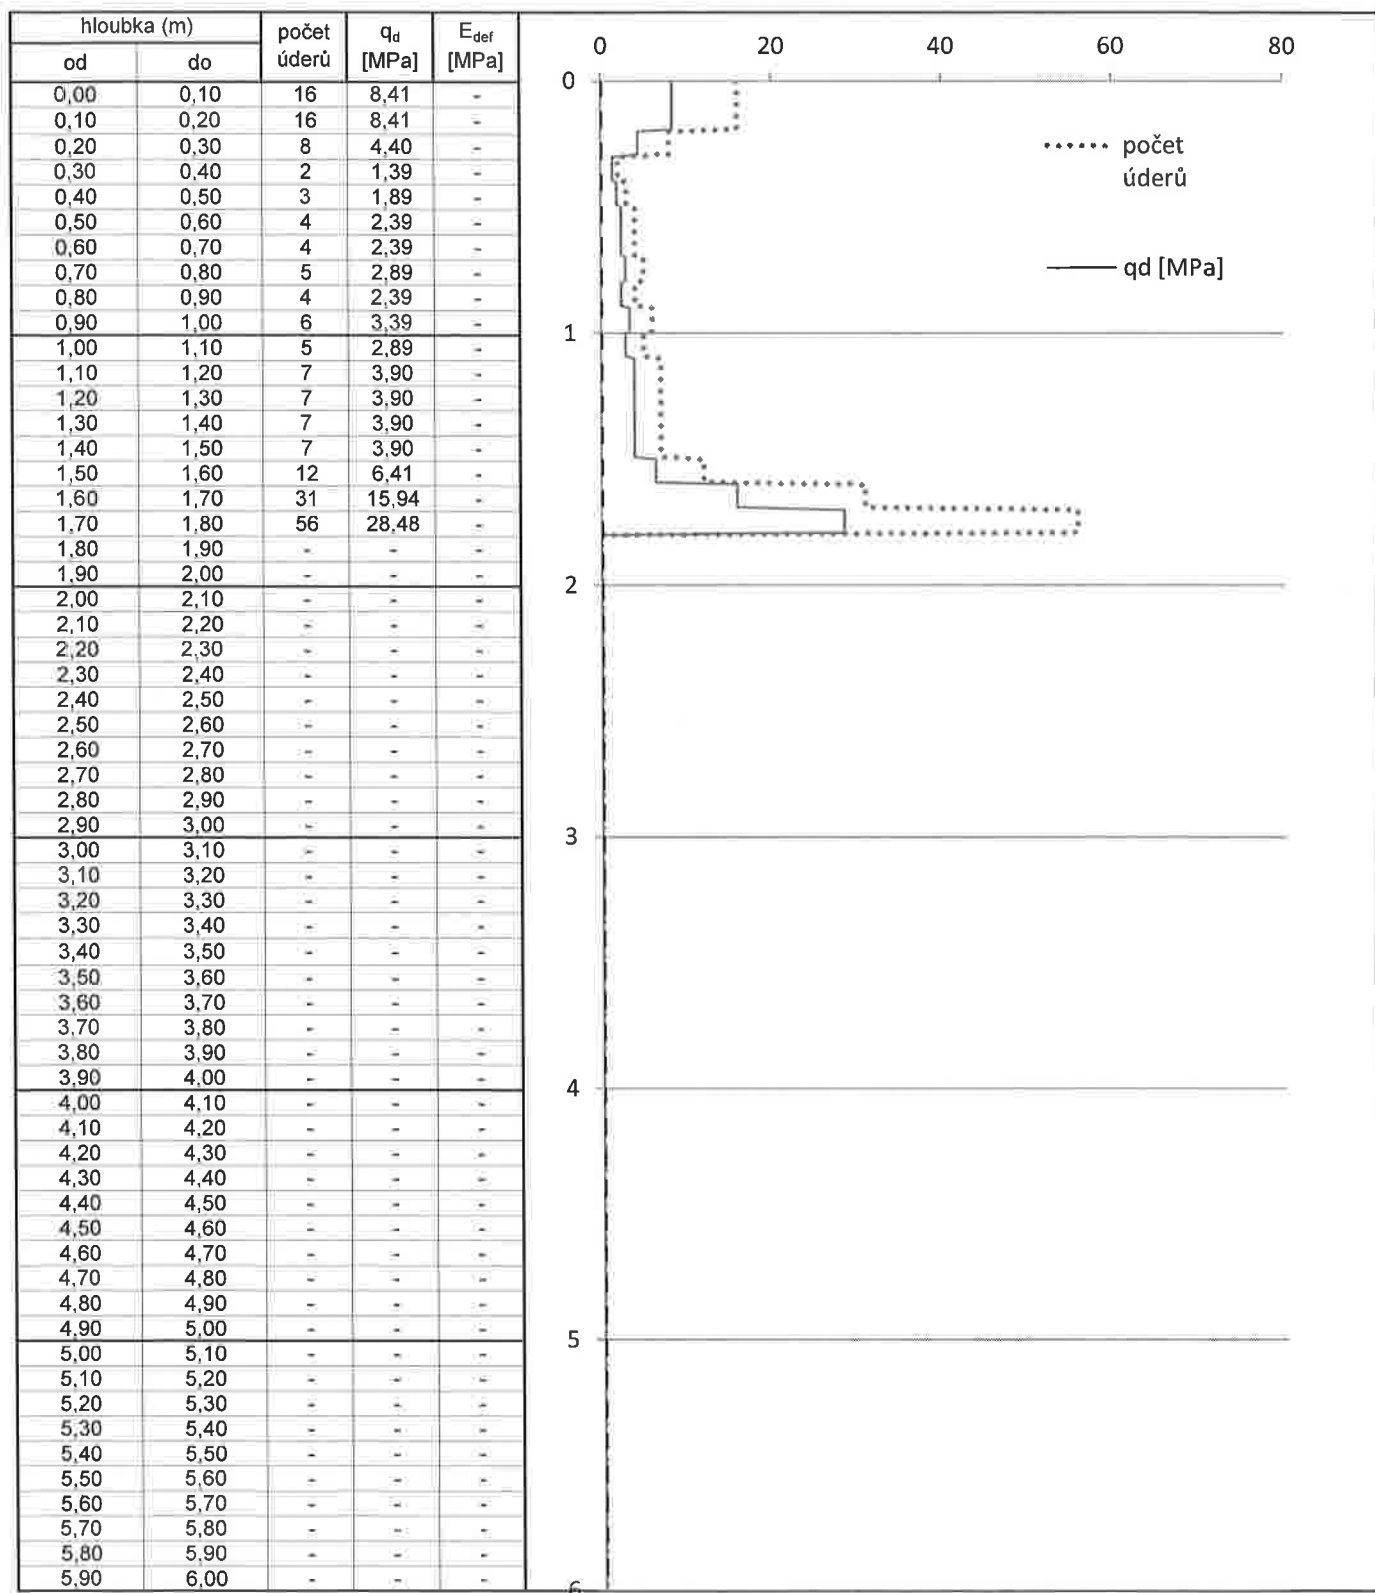 hloubka (m) počet úderů q_d [MPa] E_def [MPa]
od do
0,00 0,10 16 8,41 -
0,10 0,20 16 8,41 -
0,20 0,30 8 4,40 -
0,30 0,40 2 1,39 -
0,40 0,50 3 1,89 -
0,50 0,60 4 2,39 -
0,60 0,70 4 2,39 -
0,70 0,80 5 2,89 -
0,80 0,90 4 2,39 -
0,90 1,00 6 3,39 -
1,00 1,10 5 2,89 -
1,10 1,20 7 3,90 -
1,20 1,30 7 3,90 -
1,30 1,40 7 3,90 -
1,40 1,50 7 3,90 -
1,50 1,60 12 6,41 -
1,60 1,70 31 15,94 -
1,70 1,80 56 28,48 -
1,80 1,90 - - -
1,90 2,00 - - -
2,00 2,10 - - -
2,10 2,20 - - -
2,20 2,30 - - -
2,30 2,40 - - -
2,40 2,50 - - -
2,50 2,60 - - -
2,60 2,70 - - -
2,70 2,80 - - -
2,80 2,90 - - -
2,90 3,00 - - -
3,00 3,10 - - -
3,10 3,20 - - -
3,20 3,30 - - -
3,30 3,40 - - -
3,40 3,50 - - -
3,50 3,60 - - -
3,60 3,70 - - -
3,70 3,80 - - -
3,80 3,90 - - -
3,90 4,00 - - -
4,00 4,10 - - -
4,10 4,20 - - -
4,20 4,30 - - -
4,30 4,40 - - -
4,40 4,50 - - -
4,50 4,60 - - -
4,60 4,70 - - -
4,70 4,80 - - -
4,80 4,90 - - -
4,90 5,00 - - -
5,00 5,10 - - -
5,10 5,20 - - -
5,20 5,30 - - -
5,30 5,40 - - -
5,40 5,50 - - -
5,50 5,60 - - -
5,60 5,70 - - -
5,70 5,80 - - -
5,80 5,90 - - -
5,90 6,00 - - -
0 20 40 60 80
0
počet
úderů
qd [MPa]
1
2
3
4
5
6